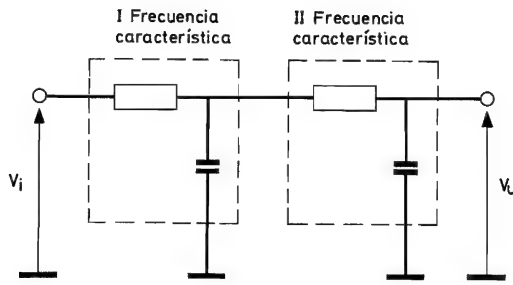 I Frecuencia
característica
II Frecuencia
característica
Vi
Vu